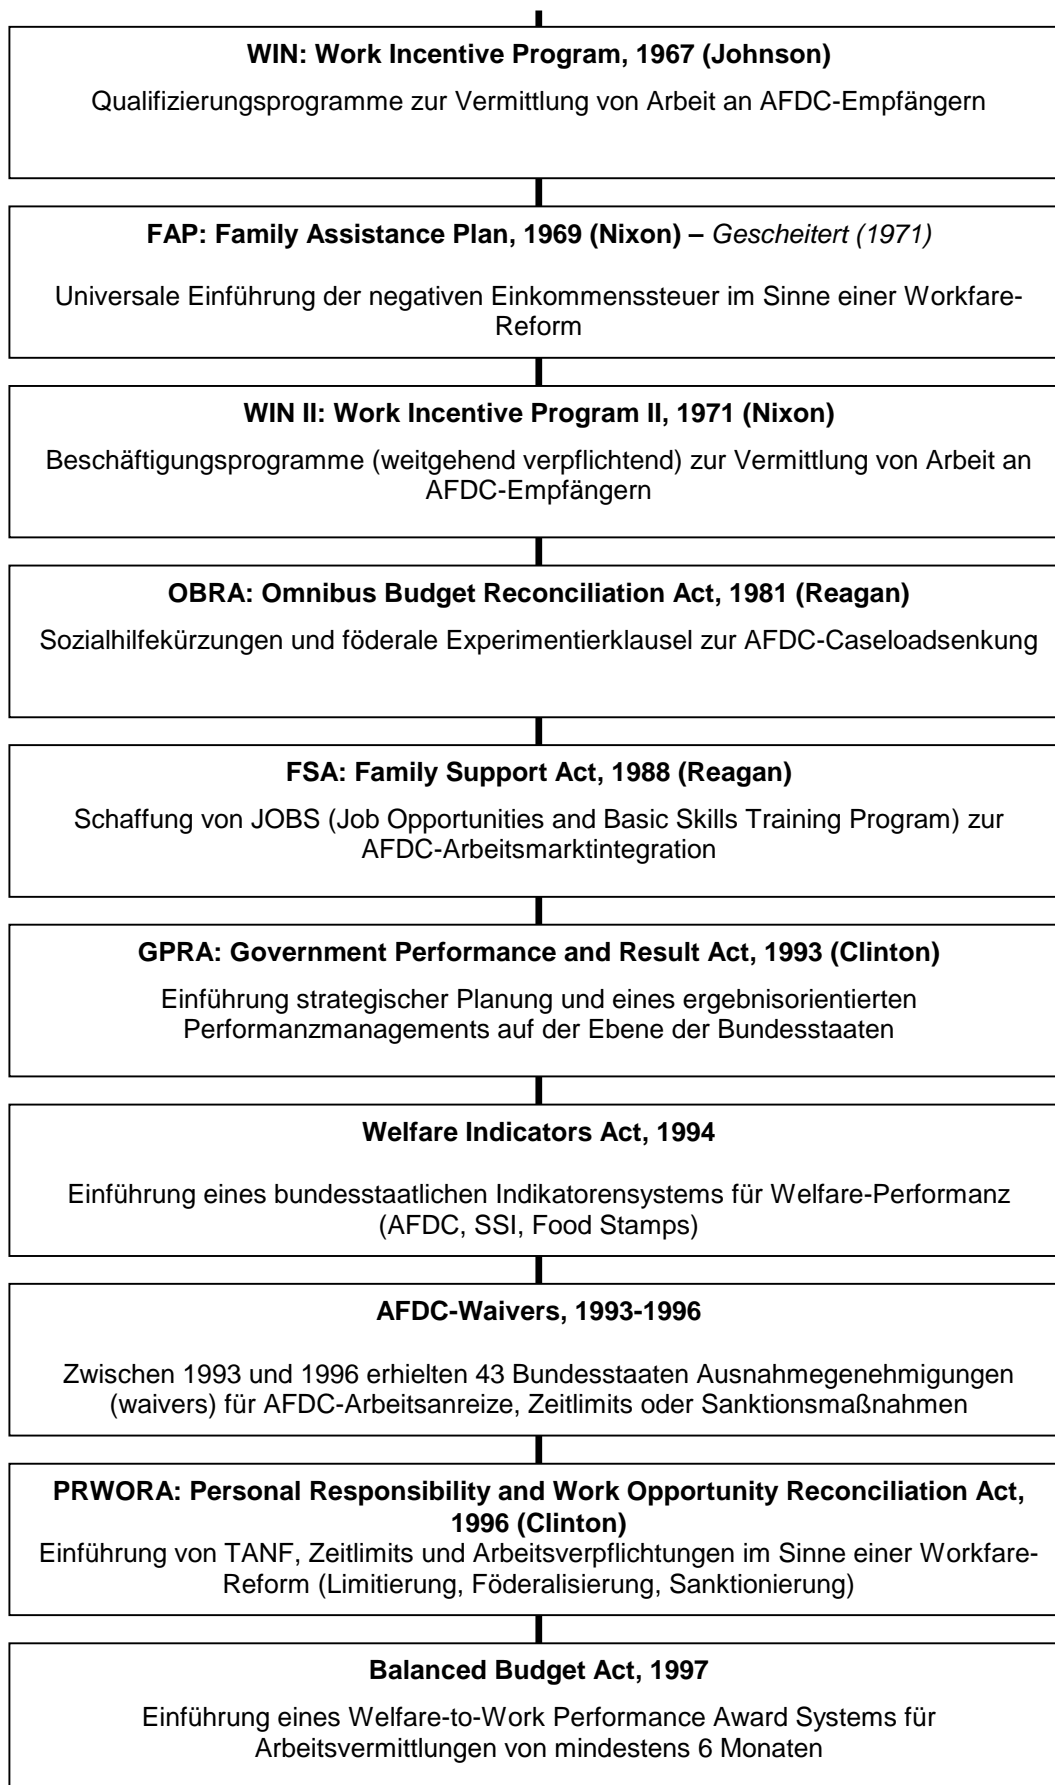 WIN: Work Incentive Program, 1967 (Johnson)
Qualifizierungsprogramme zur Vermittlung von Arbeit an AFDC-Empfängern
FAP: Family Assistance Plan, 1969 (Nixon) – Gescheitert (1971)
Universale Einführung der negativen Einkommenssteuer im Sinne einer Workfare-
Reform
WIN II: Work Incentive Program II, 1971 (Nixon)
Beschäftigungsprogramme (weitgehend verpflichtend) zur Vermittlung von Arbeit an
AFDC-Empfängern
OBRA: Omnibus Budget Reconciliation Act, 1981 (Reagan)
Sozialhilfekürzungen und föderale Experimentierklausel zur AFDC-Caseloadsenkung
FSA: Family Support Act, 1988 (Reagan)
Schaffung von JOBS (Job Opportunities and Basic Skills Training Program) zur
AFDC-Arbeitsmarktintegration
GPRA: Government Performance and Result Act, 1993 (Clinton)
Einführung strategischer Planung und eines ergebnisorientierten
Performanzmanagements auf der Ebene der Bundesstaaten
Welfare Indicators Act, 1994
Einführung eines bundesstaatlichen Indikatorensystems für Welfare-Performanz
(AFDC, SSI, Food Stamps)
AFDC-Waivers, 1993-1996
Zwischen 1993 und 1996 erhielten 43 Bundesstaaten Ausnahmegenehmigungen
(waivers) für AFDC-Arbeitsanreize, Zeitlimits oder Sanktionsmaßnahmen
PRWORA: Personal Responsibility and Work Opportunity Reconciliation Act,
1996 (Clinton)
Einführung von TANF, Zeitlimits und Arbeitsverpflichtungen im Sinne einer Workfare-
Reform (Limitierung, Föderalisierung, Sanktionierung)
Balanced Budget Act, 1997
Einführung eines Welfare-to-Work Performance Award Systems für
Arbeitsvermittlungen von mindestens 6 Monaten